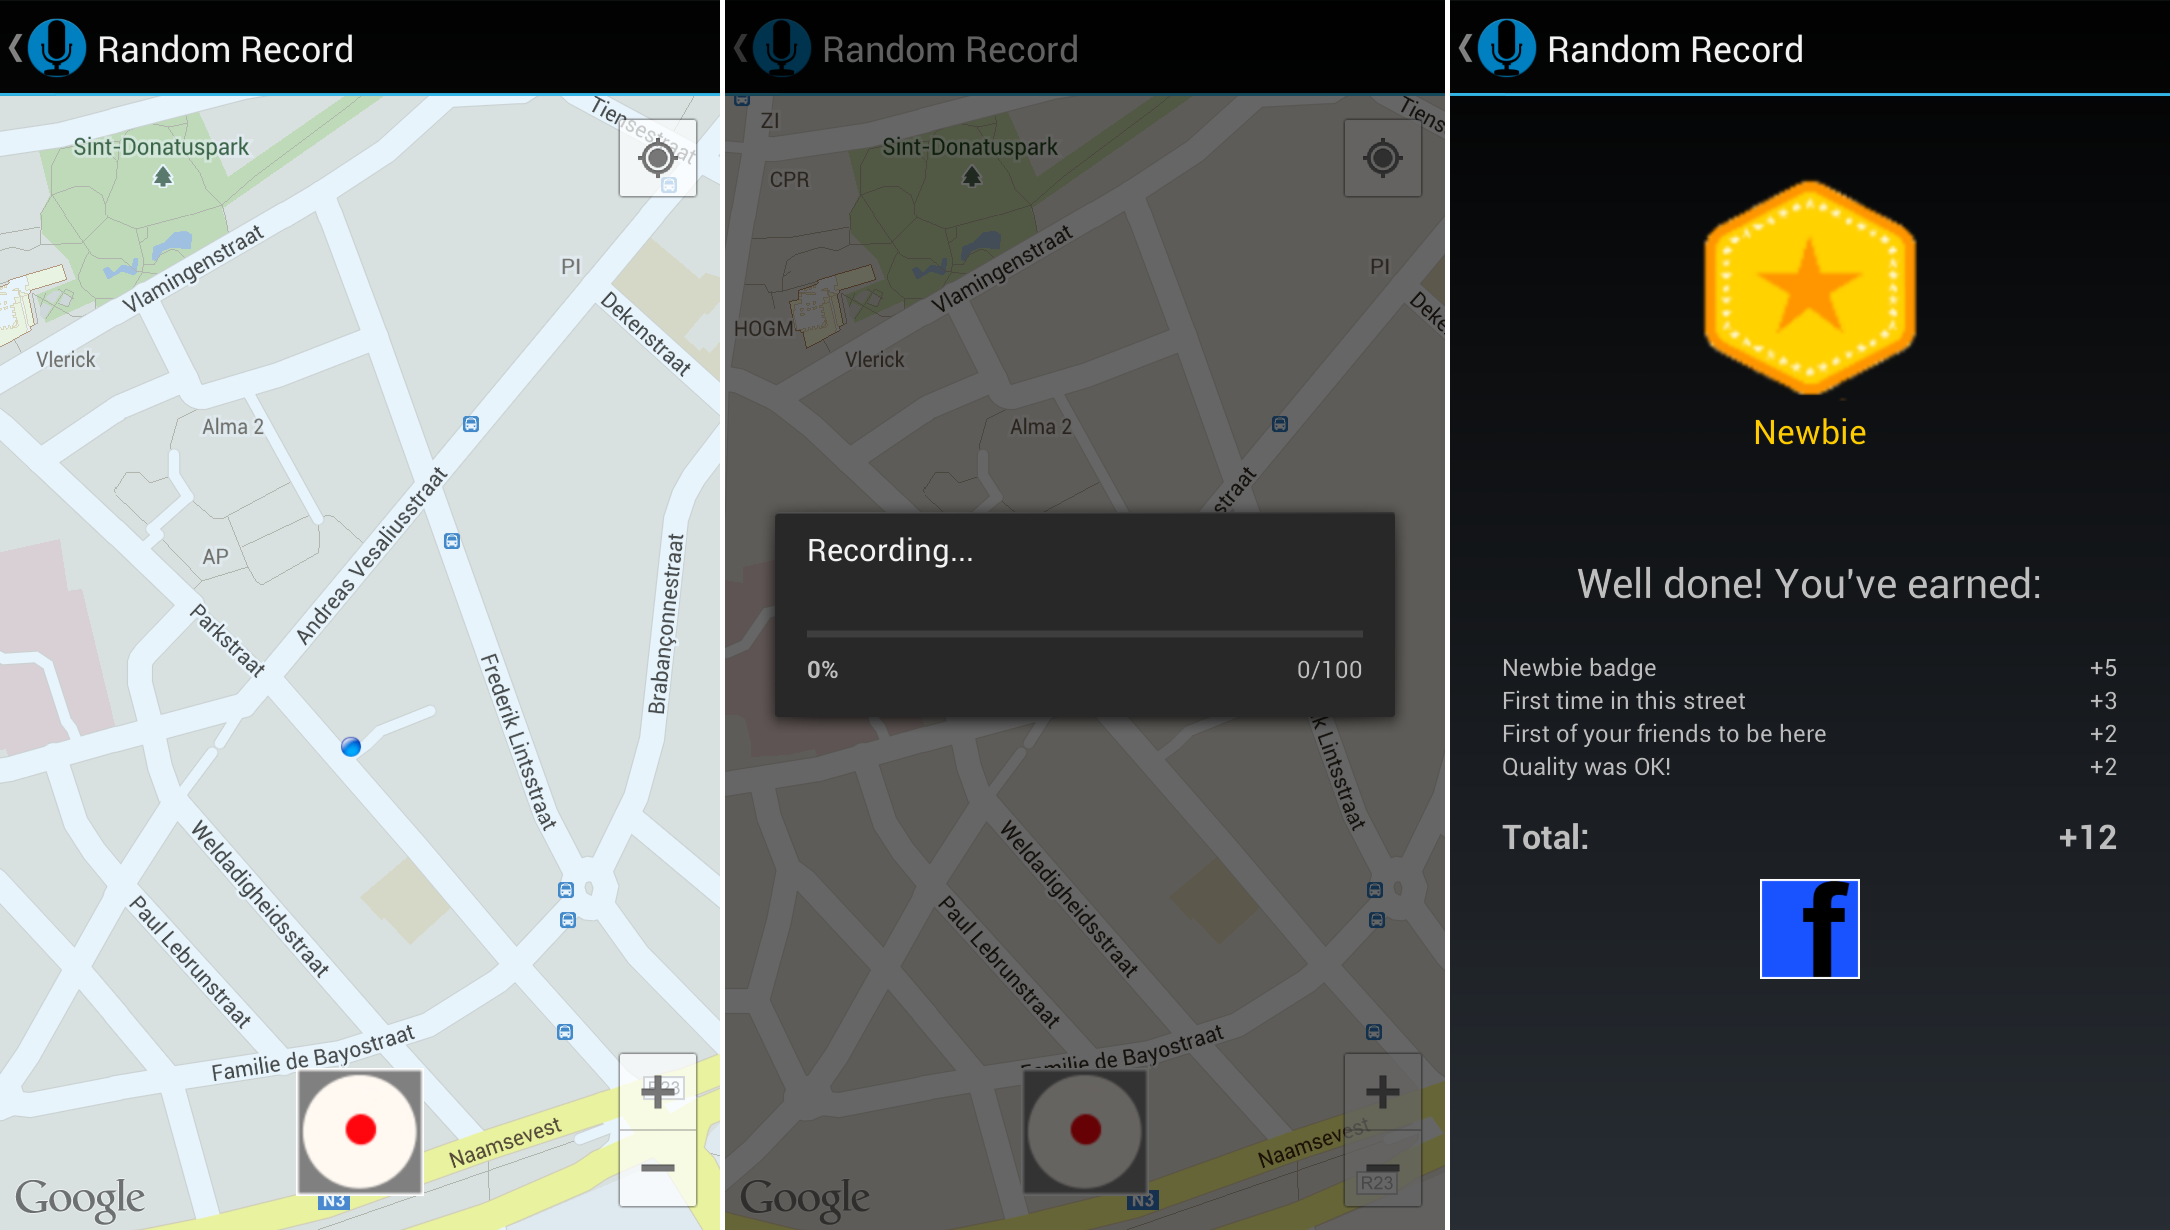 Random Record
Tiensestraat
Sint-Donatuspark
Vlamingenstraat
PI
Dekenstraat
Vlerick
Alma 2
Andreas Vesaliusstraat
AP
Brabançonnestraat
Parkstraat
Frederik Lintsstraat
Weldadigheidsstraat
Paul Lebrunstraat
Familie de Bayostraat
R23
Naamsevest
Google
N3
Random Record
ZI
Tiens
Sint-Donatuspark
CPR
Vlamingenstraat
PI
Deke
HOGM
Vlerick
Alma 2
straat
Recording...
0%
0/100
k Lintsstraat
Weldadigheidsstraat
Paul Lebrunstraat
Familie de Bayostraat
Naamsevest
R23
Google
N3
Random Record
Newbie
Well done! You've earned:
Newbie badge +5
First time in this street +3
First of your friends to be here +2
Quality was OK! +2
Total: +12
f